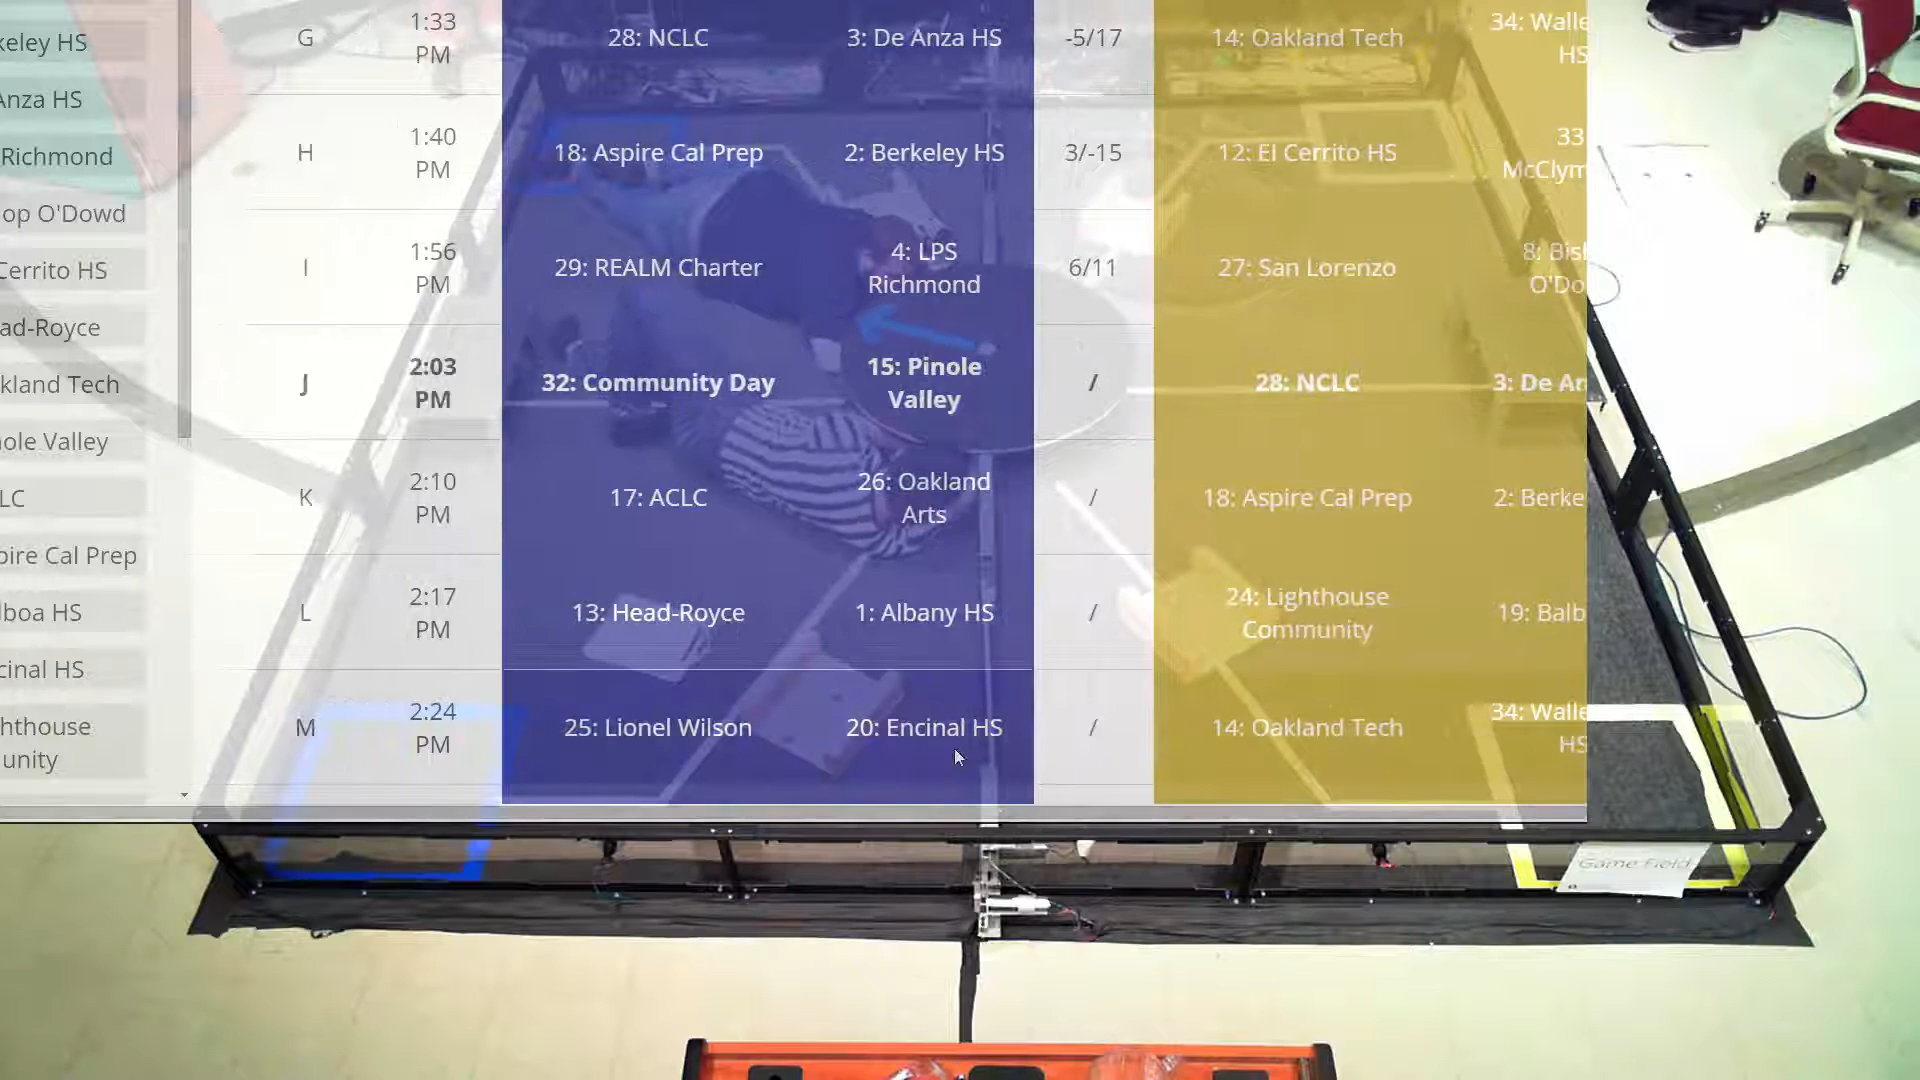 keley HS
Anza HS
Richmond
op O'Dowd
Cerrito HS
ad-Royce
kland Tech
ole Valley
LC
pire Cal Prep
lboa HS
cinal HS
hthouse
unity
G 1:33 PM 28: NCLC 3: De Anza HS -5/17 14: Oakland Tech 34: Walle HS
H 1:40 PM 18: Aspire Cal Prep 2: Berkeley HS 3/-15 12: El Cerrito HS 33 McClym
I 1:56 PM 29: REALM Charter 4: LPS Richmond 6/11 27: San Lorenzo 8: Bish O'Do
J 2:03 PM 32: Community Day 15: Pinole Valley / 28: NCLC 3: De An
K 2:10 PM 17: ACLC 26: Oakland Arts / 18: Aspire Cal Prep 2: Berke
L 2:17 PM 13: Head-Royce 1: Albany HS / 24: Lighthouse Community 19: Balb
M 2:24 PM 25: Lionel Wilson 20: Encinal HS / 14: Oakland Tech 34: Walle HS
Game Field